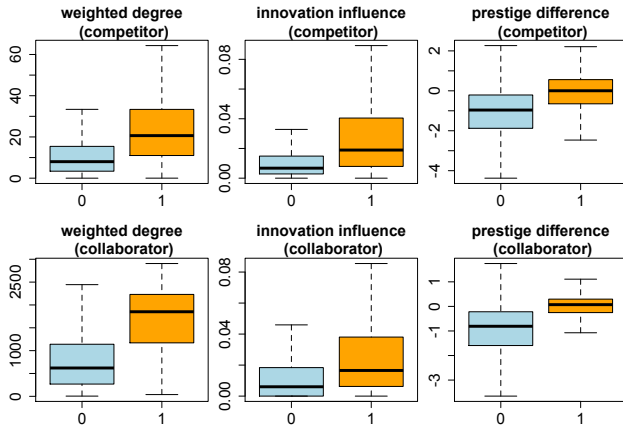 weighted degree
(competitor)
innovation influence
(competitor)
prestige difference
(competitor)
0 20 40 60
0.00 0.04 0.08
-4 -2 0 2
0 1
0 1
0 1
weighted degree
(collaborator)
innovation influence
(collaborator)
prestige difference
(collaborator)
0 1000 2500
0.00 0.04 0.08
-3 -1 0 1
0 1
0 1
0 1